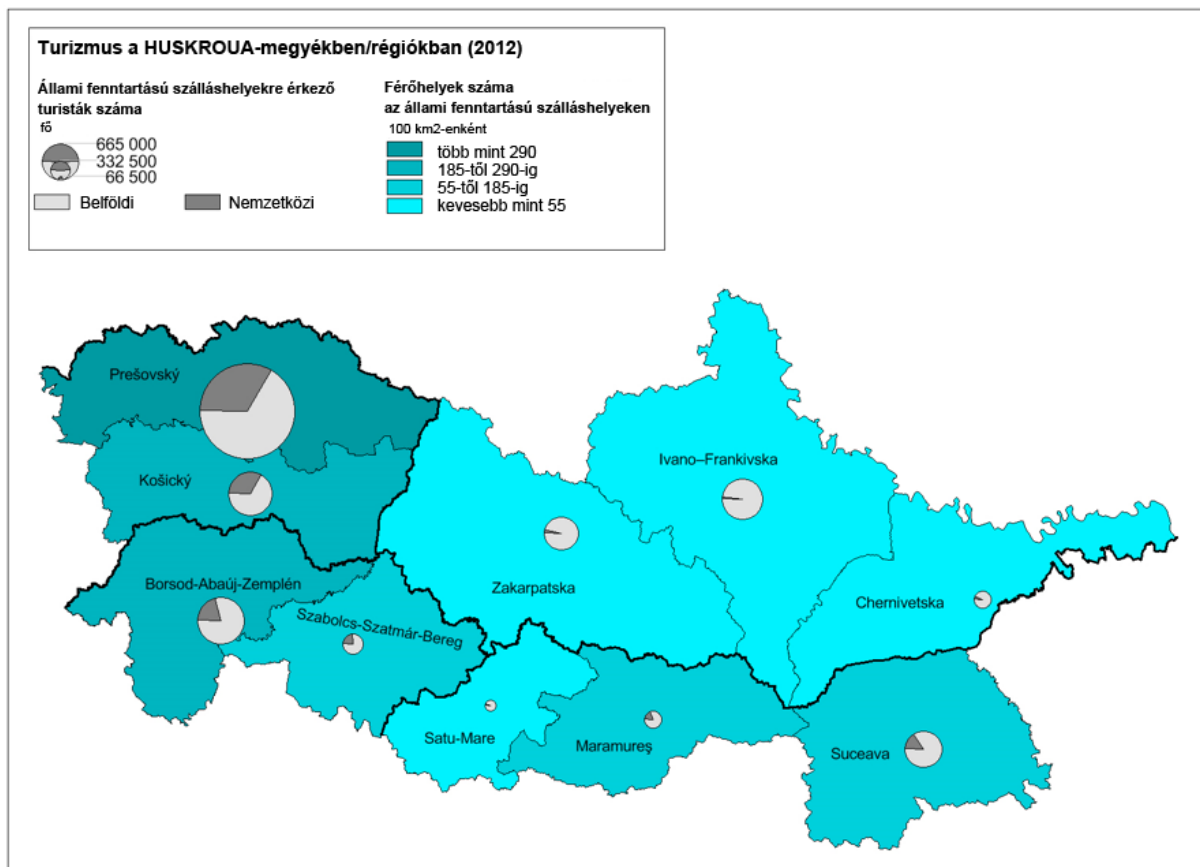 Turizmus a HUSKROUA-megyékben/régiókban (2012)
Állami fenntartású szálláshelyekre érkező
turisták száma
fő
665 000
332 500
66 500
Belföldi
Nemzetközi
Férőhelyek száma
az állami fenntartású szálláshelyeken
100 km2-enként
több mint 290
185-től 290-ig
55-től 185-ig
kevesebb mint 55
Prešovský
Košický
Ivano–Frankivska
Borsod-Abaúj-Zemplén
Zakarpatska
Chernivetska
Szabolcs-Szatmár-Bereg
Satu-Mare
Maramureş
Suceava